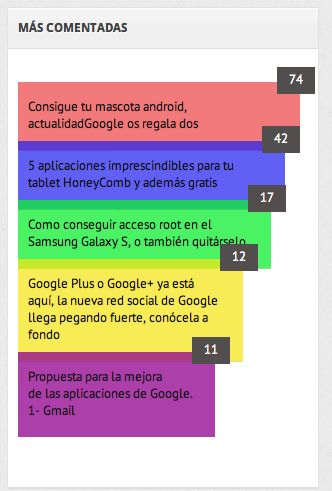 MÁS COMENTADAS
74
Consigue tu mascota android,
actualidadGoogle os regala dos
42
5 aplicaciones imprescindibles para tu
tablet HoneyComb y además gratis
17
Como conseguir acceso root en el
Samsung Galaxy S, o también quitárselo
12
Google Plus o Google+ ya está
aquí, la nueva red social de Google
llega pegando fuerte, conócela a
fondo
11
Propuesta para la mejora
de las aplicaciones de Google.
1- Gmail